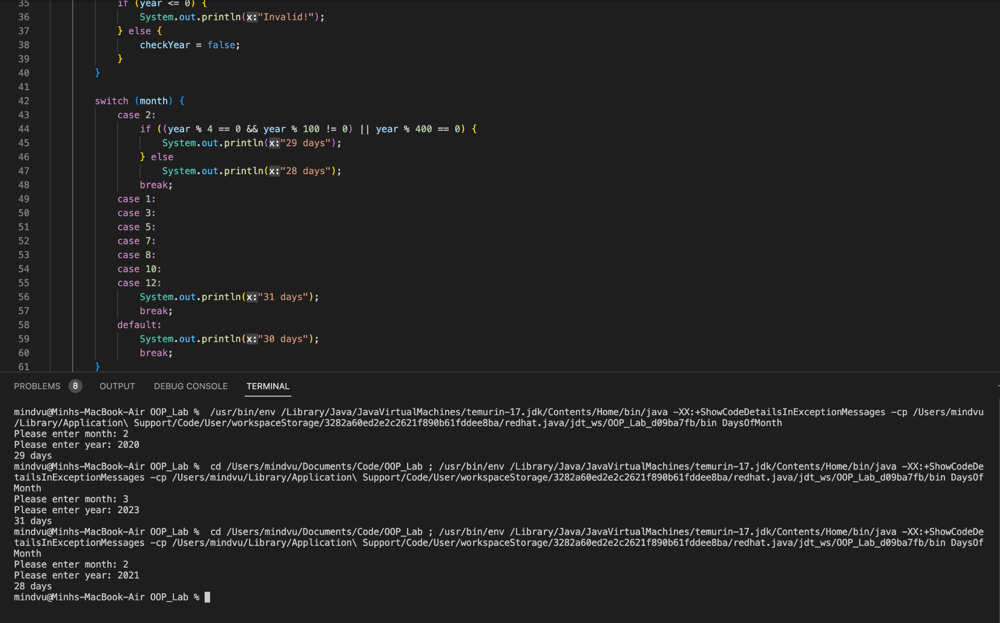 35 if (year <= 0) {
36 System.out.println(x:"Invalid!");
37 } else {
38 checkYear = false;
39 }
40 }
41
42 switch (month) {
43 case 2:
44 if ((year % 4 == 0 && year % 100 != 0) || year % 400 == 0) {
45 System.out.println(x:"29 days");
46 } else
47 System.out.println(x:"28 days");
48 break;
49 case 1:
50 case 3:
51 case 5:
52 case 7:
53 case 8:
54 case 10:
55 case 12:
56 System.out.println(x:"31 days");
57 break;
58 default:
59 System.out.println(x:"30 days");
60 break;
61 }
PROBLEMS 8 OUTPUT DEBUG CONSOLE TERMINAL
mindvu@Minhs-MacBook-Air OOP_Lab %  /usr/bin/env /Library/Java/JavaVirtualMachines/temurin-17.jdk/Contents/Home/bin/java -XX:+ShowCodeDetailsInExceptionMessages -cp /Users/mindvu
/Library/Application\ Support/Code/User/workspaceStorage/3282a60ed2e2c2621f890b61fddee8ba/redhat.java/jdt_ws/OOP_Lab_d09ba7fb/bin DaysOfMonth
Please enter month: 2
Please enter year: 2020
29 days
mindvu@Minhs-MacBook-Air OOP_Lab %  cd /Users/mindvu/Documents/Code/OOP_Lab ; /usr/bin/env /Library/Java/JavaVirtualMachines/temurin-17.jdk/Contents/Home/bin/java -XX:+ShowCodeDe
tailsInExceptionMessages -cp /Users/mindvu/Library/Application\ Support/Code/User/workspaceStorage/3282a60ed2e2c2621f890b61fddee8ba/redhat.java/jdt_ws/OOP_Lab_d09ba7fb/bin DaysOf
Month
Please enter month: 3
Please enter year: 2023
31 days
mindvu@Minhs-MacBook-Air OOP_Lab %  cd /Users/mindvu/Documents/Code/OOP_Lab ; /usr/bin/env /Library/Java/JavaVirtualMachines/temurin-17.jdk/Contents/Home/bin/java -XX:+ShowCodeDe
tailsInExceptionMessages -cp /Users/mindvu/Library/Application\ Support/Code/User/workspaceStorage/3282a60ed2e2c2621f890b61fddee8ba/redhat.java/jdt_ws/OOP_Lab_d09ba7fb/bin DaysOf
Month
Please enter month: 2
Please enter year: 2021
28 days
mindvu@Minhs-MacBook-Air OOP_Lab %